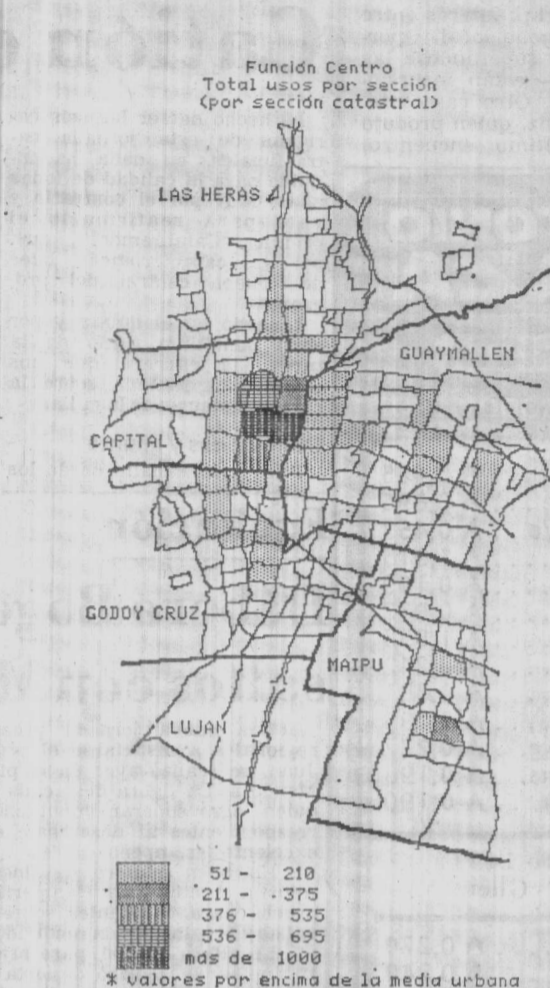 Función Centro
Total usos por sección
(por sección catastral)
LAS HERAS
GUAYMALLEN
CAPITAL
GODOY CRUZ
MAIPU
LUJAN
51 - 210
211 - 375
376 - 535
536 - 695
más de 1000
* valores por encima de la media urbana